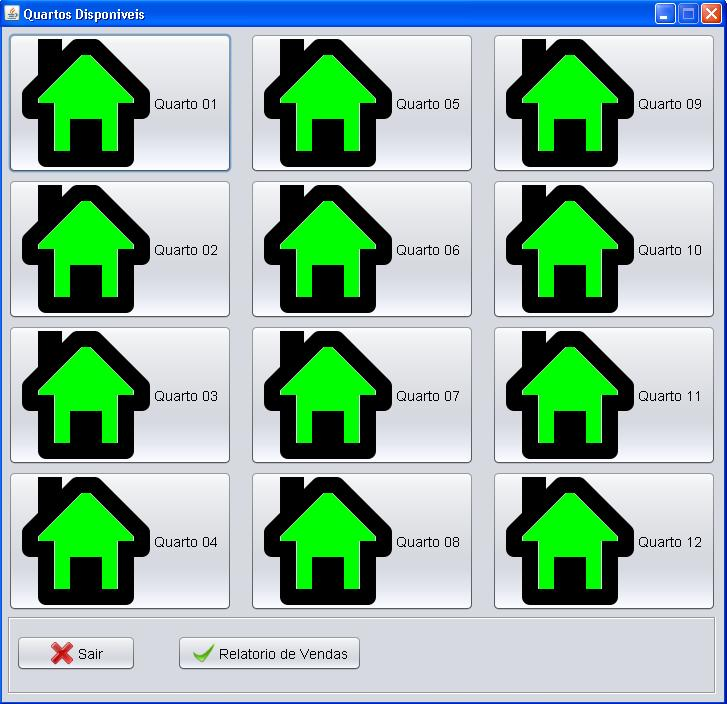 Quartos Disponiveis
Quarto 01
Quarto 05
Quarto 09
Quarto 02
Quarto 06
Quarto 10
Quarto 03
Quarto 07
Quarto 11
Quarto 04
Quarto 08
Quarto 12
Sair
Relatorio de Vendas